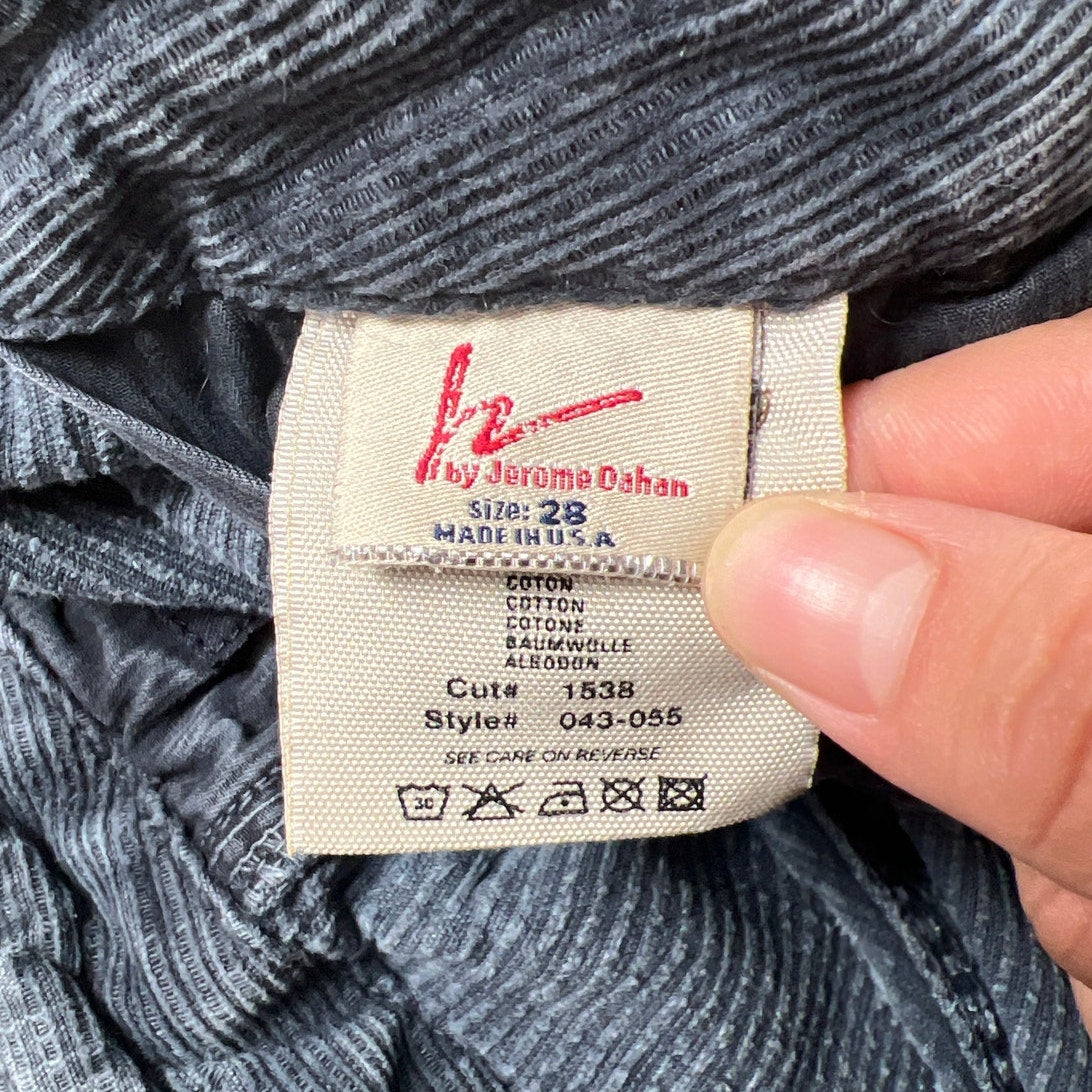 by Jerome Dahan
Size: 28
MADE IN U.S.A
COTON
COTTON
COTONE
BAUMWOLLE
ALGODON
Cut# 1538
Style# 043-055
SEE CARE ON REVERSE
30